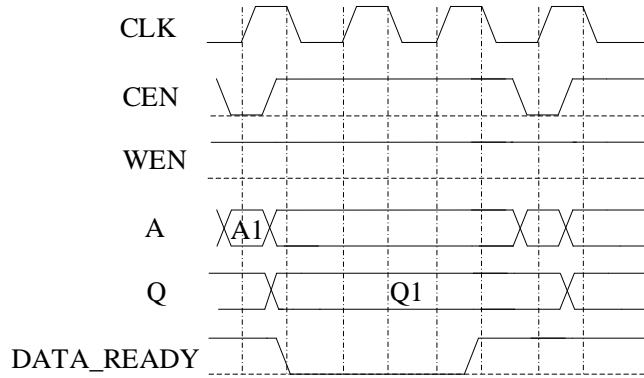 CLK
CEN
WEN
A A1
Q Q1
DATA_READY